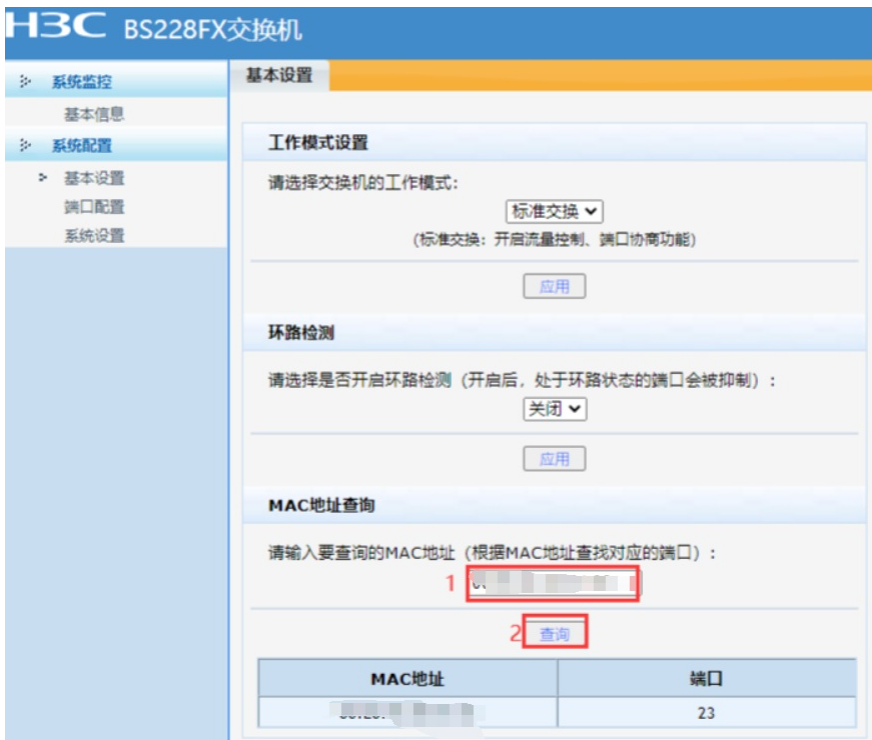 H3C BS228FX交换机
系统监控
基本信息
系统配置
基本设置
端口配置
系统设置
基本设置
工作模式设置
请选择交换机的工作模式：
标准交换
(标准交换：开启流量控制、端口协商功能)
应用
环路检测
请选择是否开启环路检测（开启后，处于环路状态的端口会被抑制）：
关闭
应用
MAC地址查询
请输入要查询的MAC地址（根据MAC地址查找对应的端口）：
1
2 查询
MAC地址 端口
23